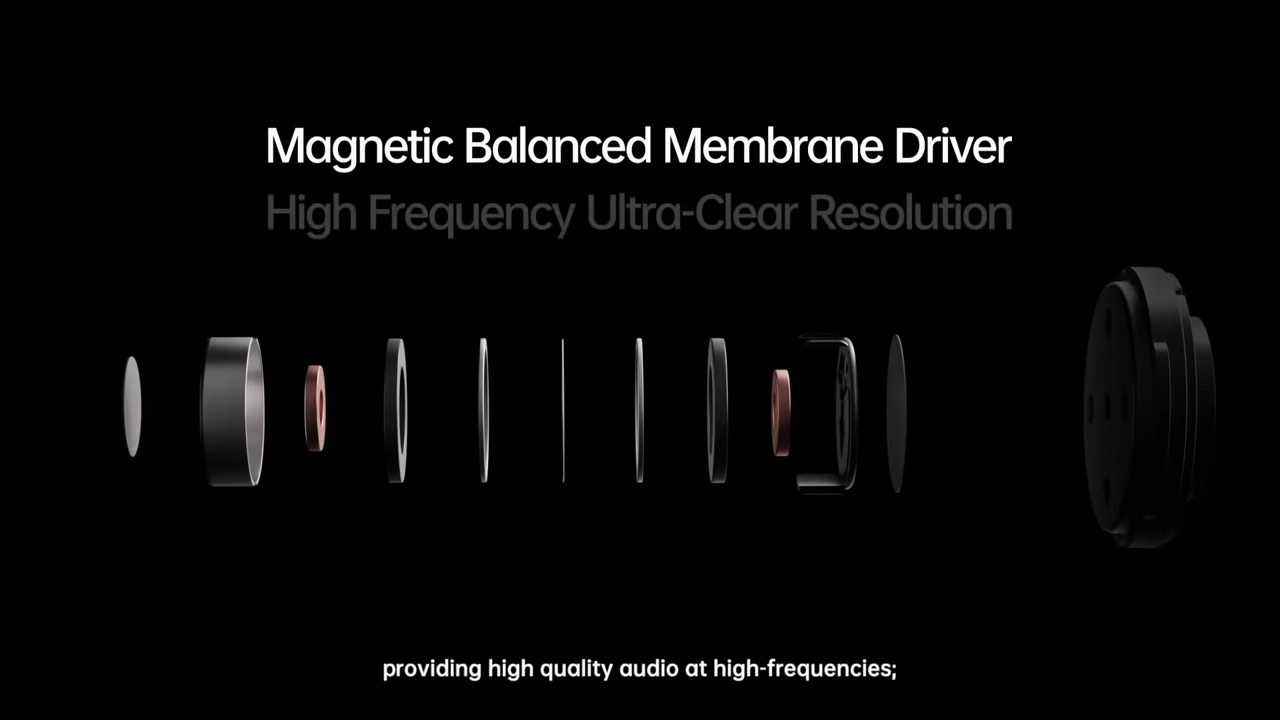 Magnetic Balanced Membrane Driver
High Frequency Ultra-Clear Resolution
providing high quality audio at high-frequencies;